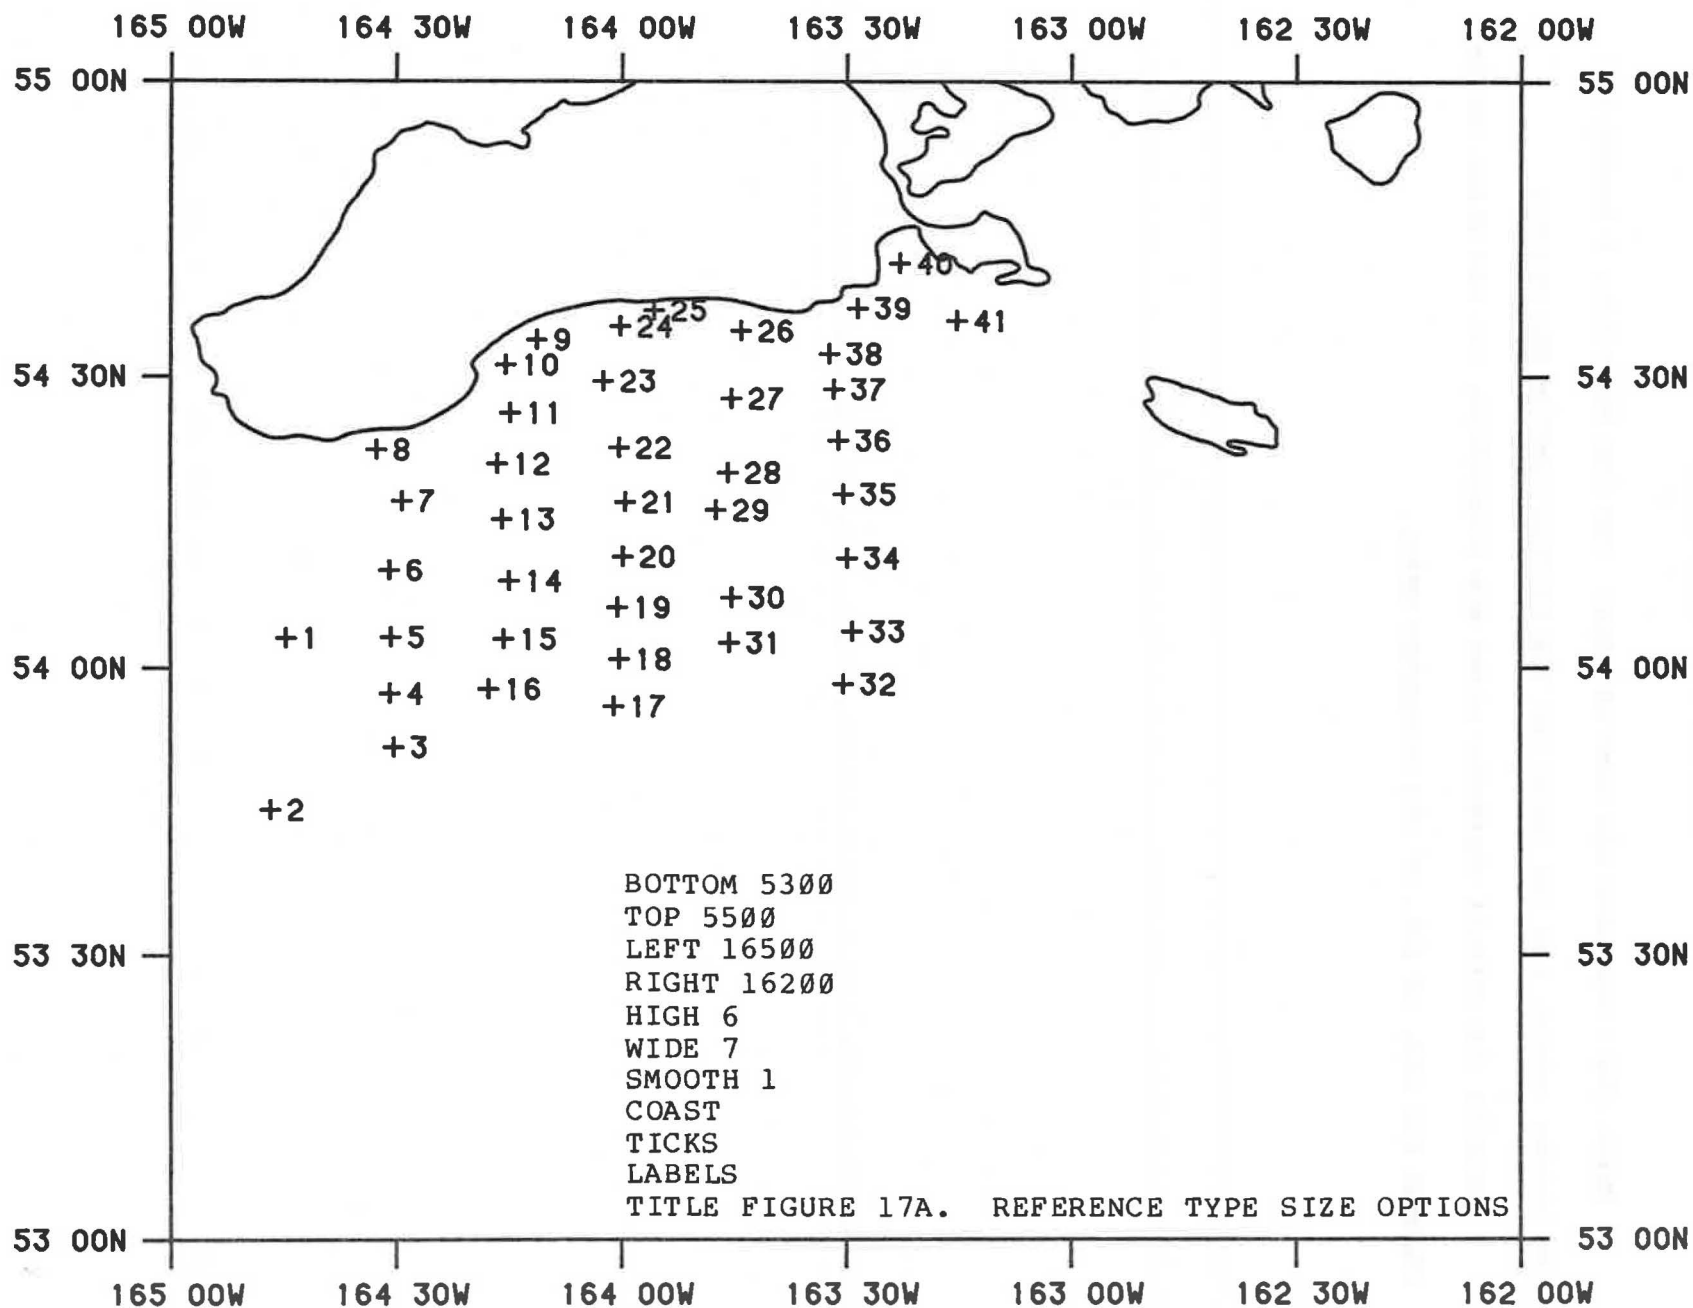 165 00W 164 30W 164 00W 163 30W 163 00W 162 30W 162 00W
55 00N 55 00N
+40
+25 +39
+24 +26 +41
+9
+10 +38
54 30N +23 +37 54 30N
+11 +27
+8 +22 +36
+12 +28
+7 +21 +35
+13 +29
+20 +34
+6 +14
+19 +30
+1 +5 +15 +31 +33
54 00N +18 54 00N
+4 +16 +32
+17
+3
+2
BOTTOM 5300
TOP 5500
LEFT 16500
53 30N 53 30N
RIGHT 16200
HIGH 6
WIDE 7
SMOOTH 1
COAST
TICKS
LABELS
TITLE FIGURE 17A. REFERENCE TYPE SIZE OPTIONS
53 00N 53 00N
165 00W 164 30W 164 00W 163 30W 163 00W 162 30W 162 00W